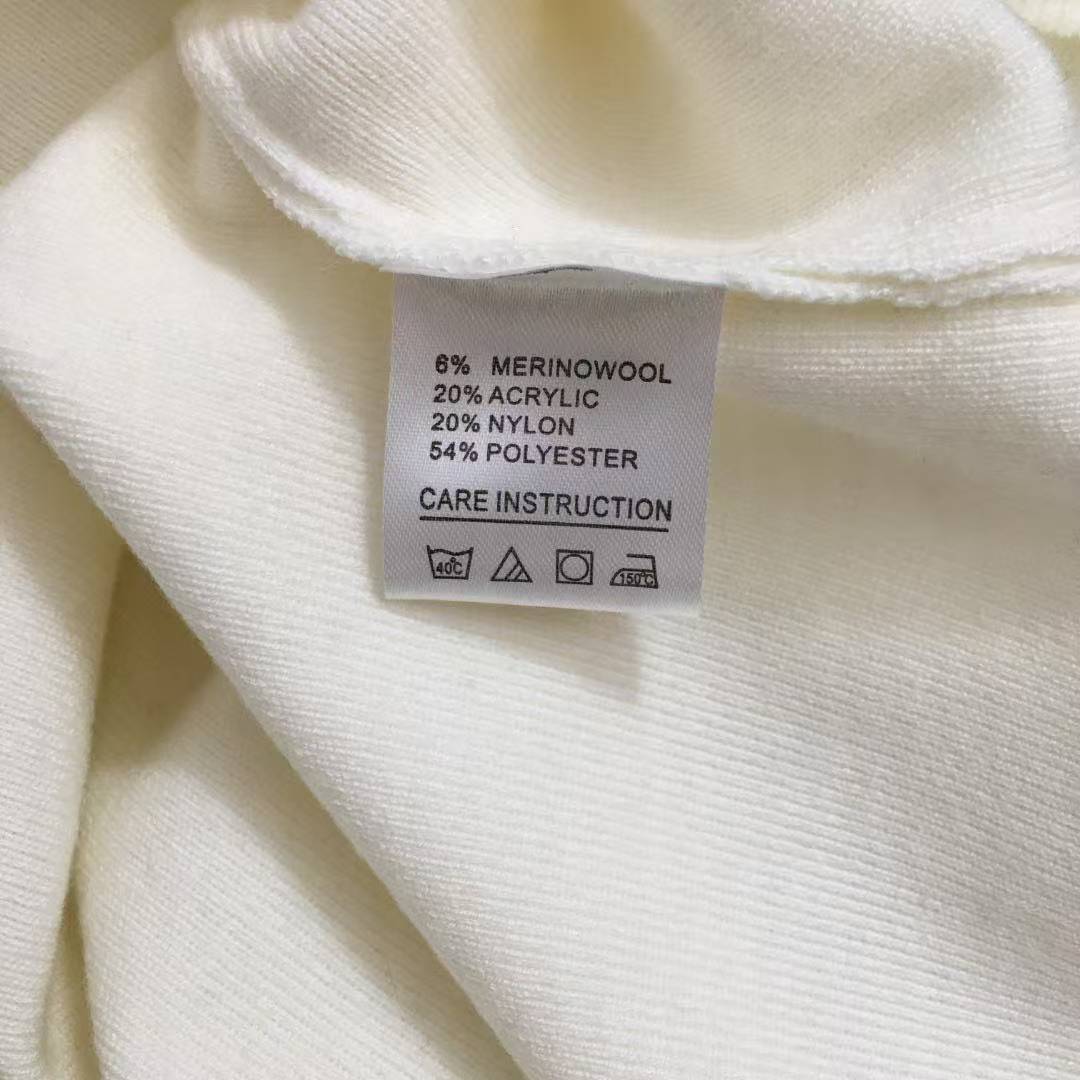 6% MERINOWOOL
20% ACRYLIC
20% NYLON
54% POLYESTER
CARE INSTRUCTION
40℃ 150℃